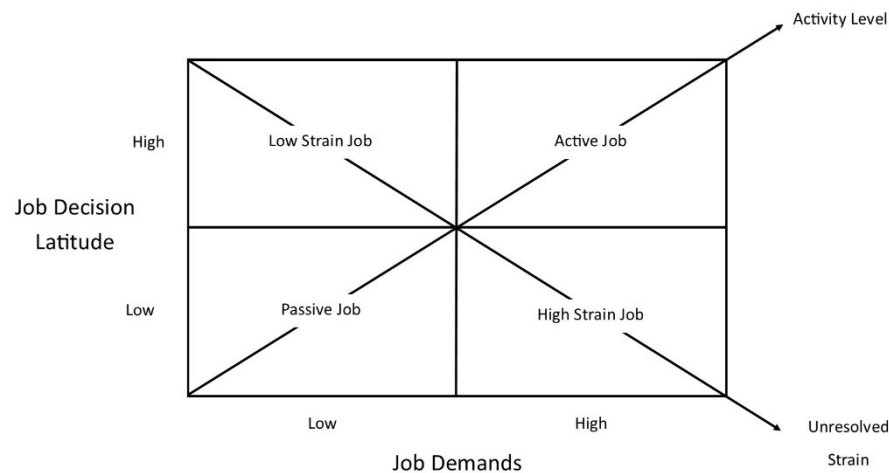 Activity Level
High
Low Strain Job
Active Job
Job Decision
Latitude
Low
Passive Job
High Strain Job
Low
High
Unresolved
Strain
Job Demands